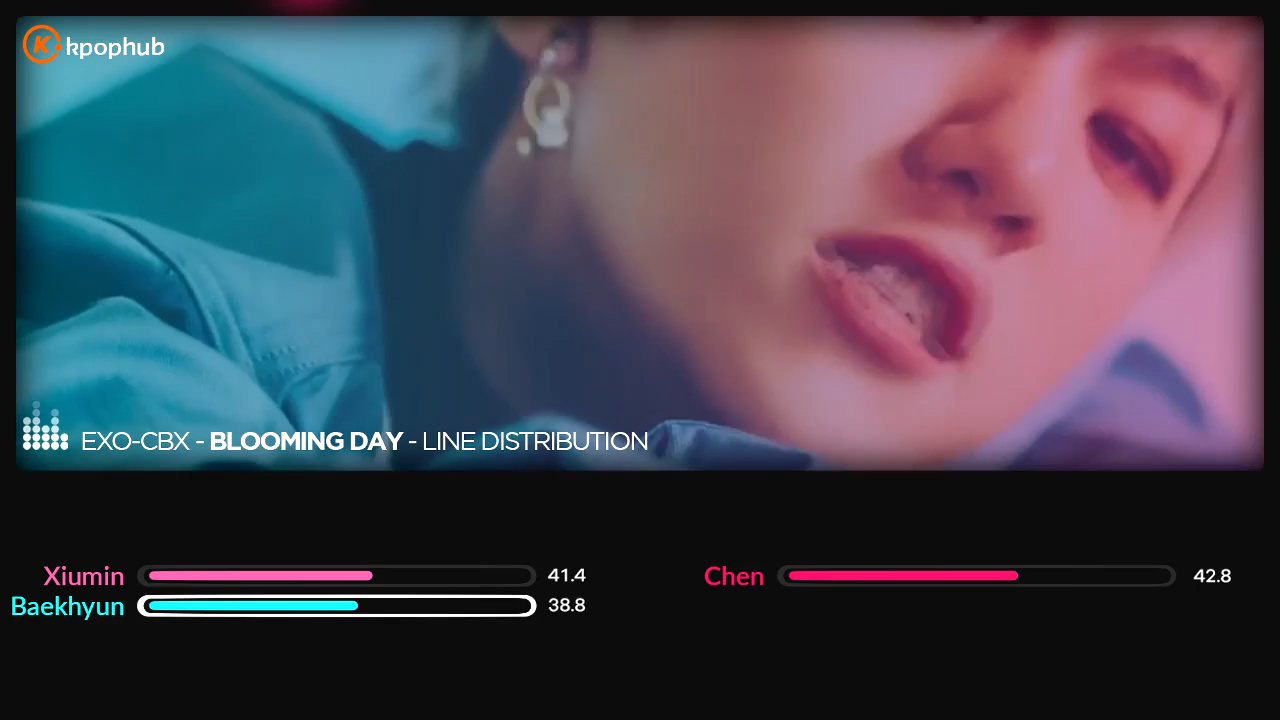 kpophub
EXO-CBX - BLOOMING DAY - LINE DISTRIBUTION
Xiumin 41.4
Chen 42.8
Baekhyun 38.8